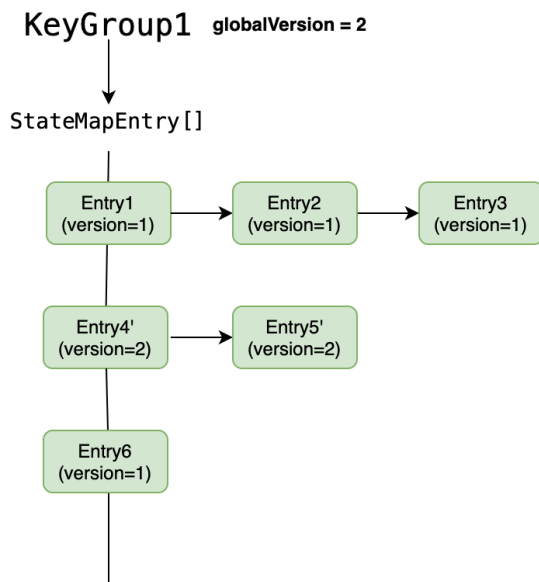 KeyGroup1 globalVersion = 2
StateMapEntry[]
Entry1
(version=1)
Entry2
(version=1)
Entry3
(version=1)
Entry4'
(version=2)
Entry5'
(version=2)
Entry6
(version=1)